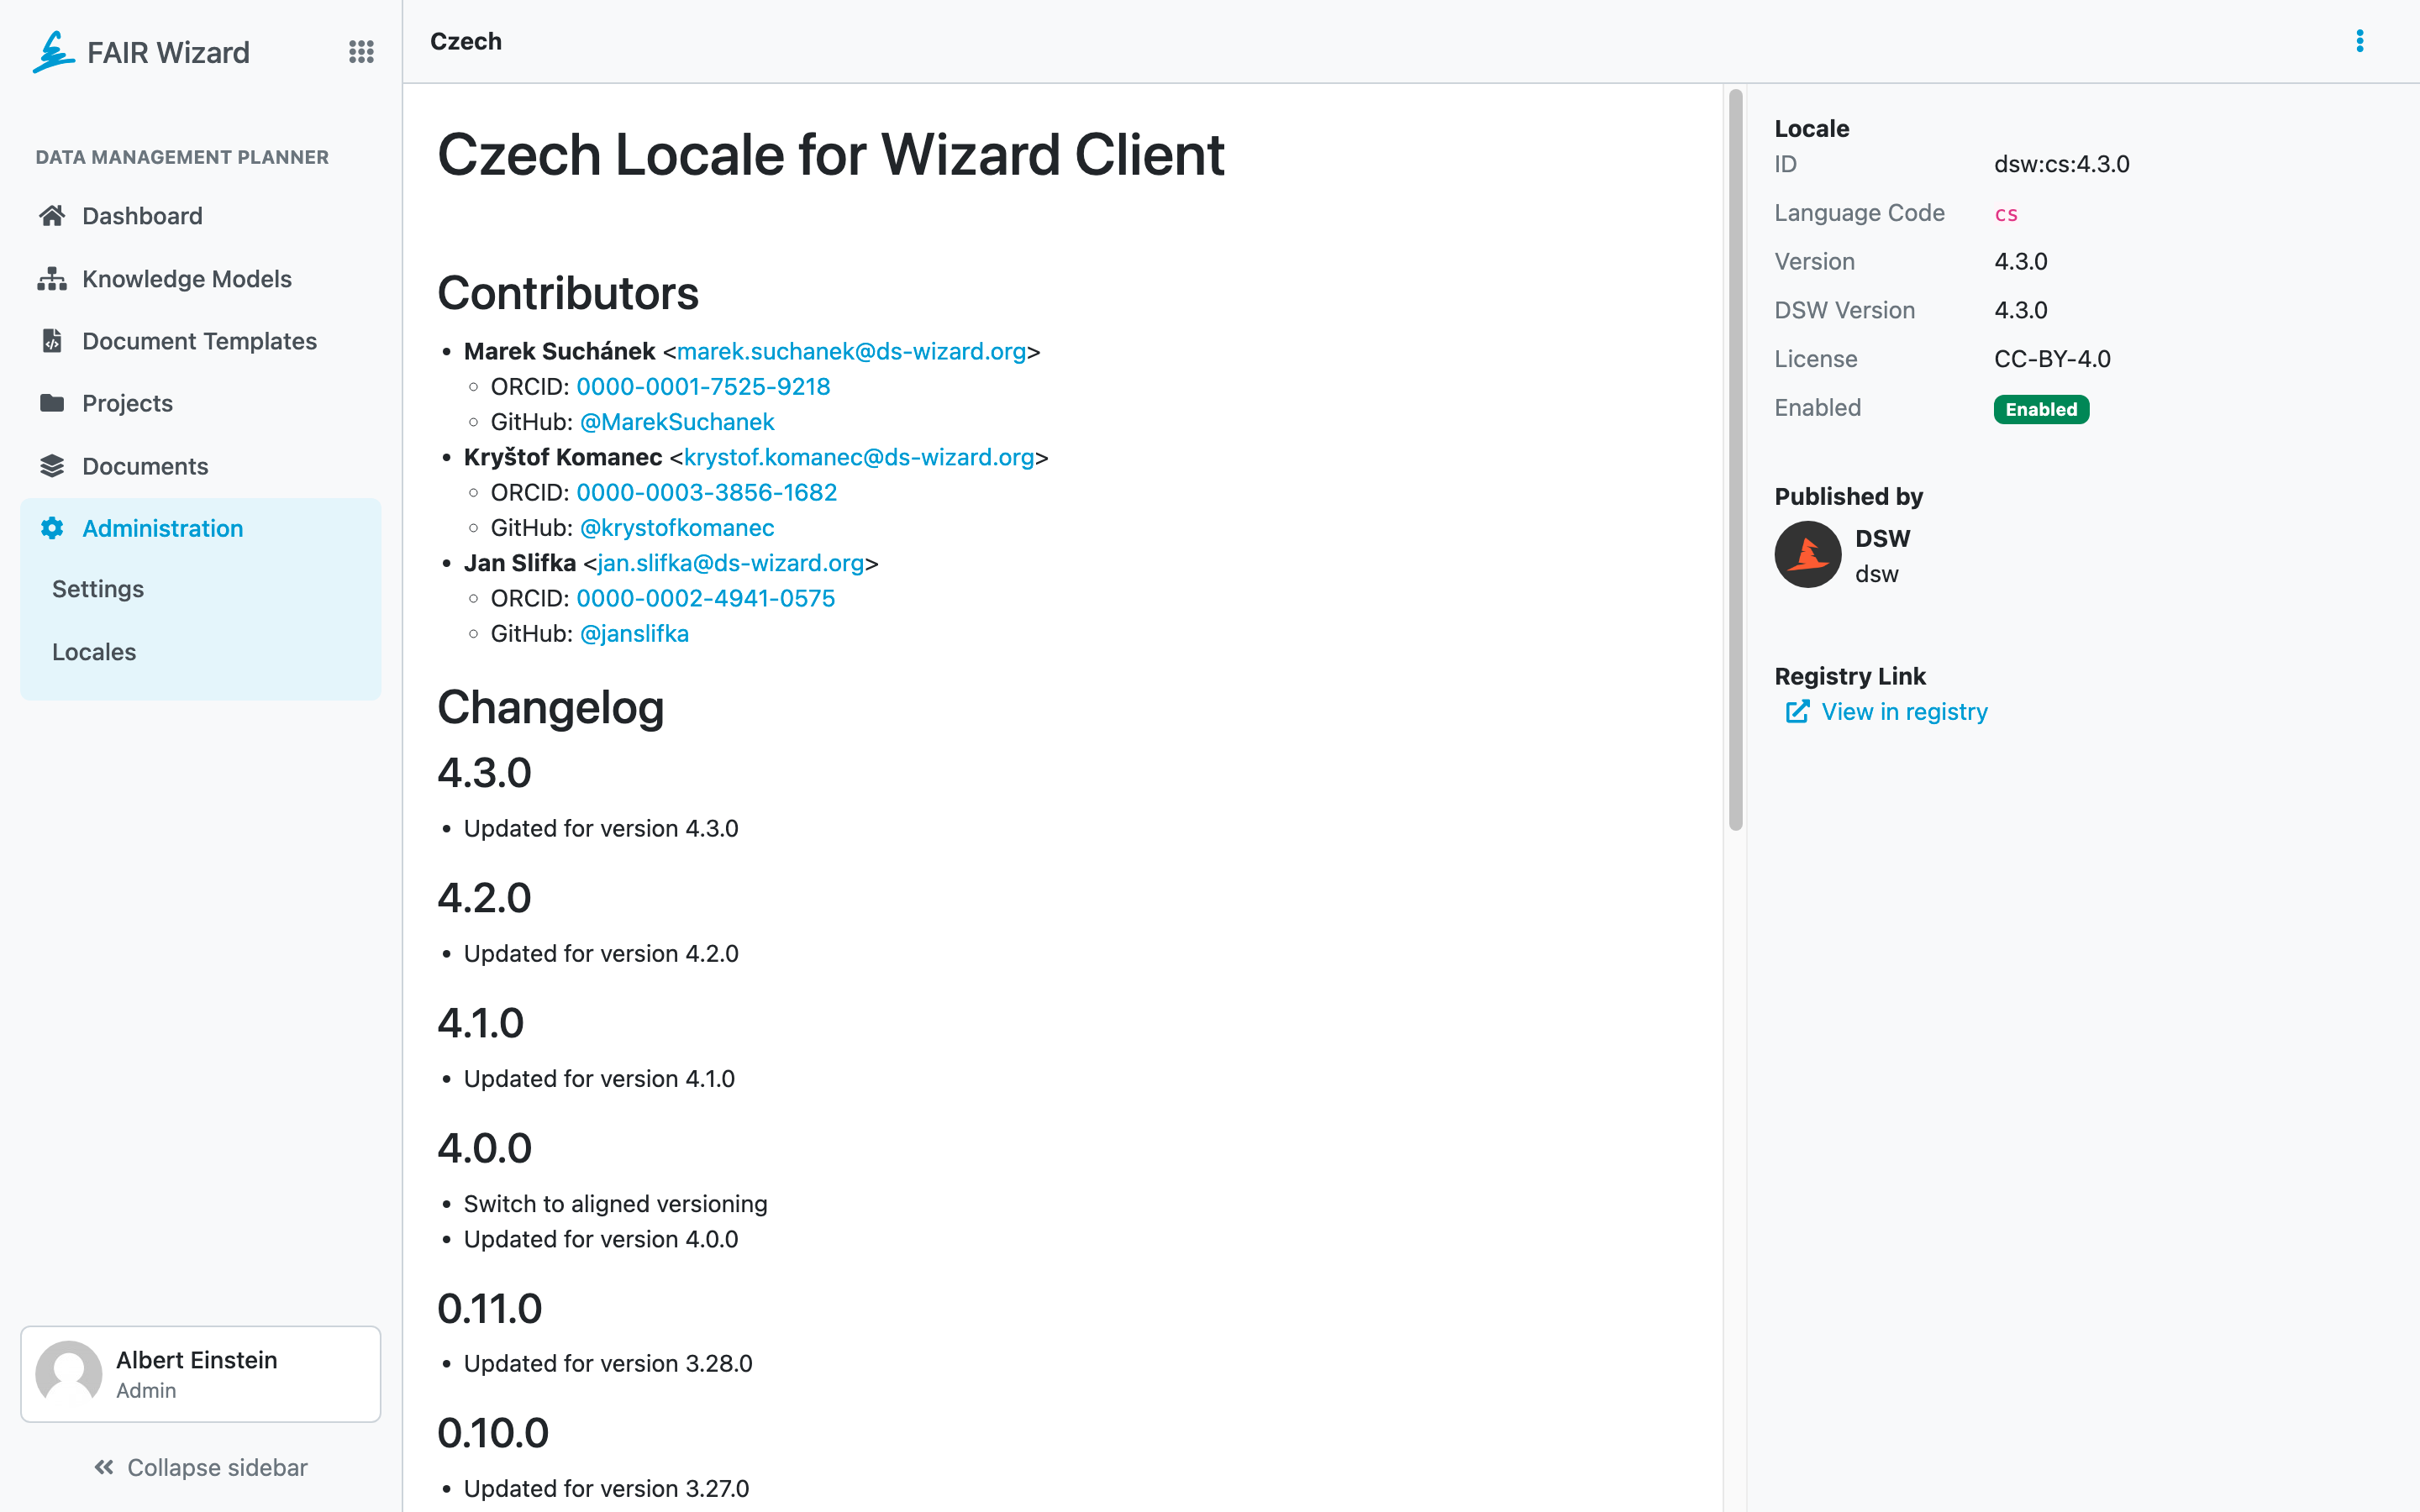 FAIR Wizard
DATA MANAGEMENT PLANNER
Dashboard
Knowledge Models
Document Templates
Projects
Documents
Administration
Settings
Locales
Albert Einstein
Admin
Collapse sidebar
Czech
Czech Locale for Wizard Client
Contributors
Marek Suchánek <marek.suchanek@ds-wizard.org>
ORCID: 0000-0001-7525-9218
GitHub: @MarekSuchanek
Kryštof Komanec <krystof.komanec@ds-wizard.org>
ORCID: 0000-0003-3856-1682
GitHub: @krystofkomanec
Jan Slifka <jan.slifka@ds-wizard.org>
ORCID: 0000-0002-4941-0575
GitHub: @janslifka
Changelog
4.3.0
Updated for version 4.3.0
4.2.0
Updated for version 4.2.0
4.1.0
Updated for version 4.1.0
4.0.0
Switch to aligned versioning
Updated for version 4.0.0
0.11.0
Updated for version 3.28.0
0.10.0
Updated for version 3.27.0
Locale
ID dsw:cs:4.3.0
Language Code cs
Version 4.3.0
DSW Version 4.3.0
License CC-BY-4.0
Enabled Enabled
Published by
DSW
dsw
Registry Link
View in registry